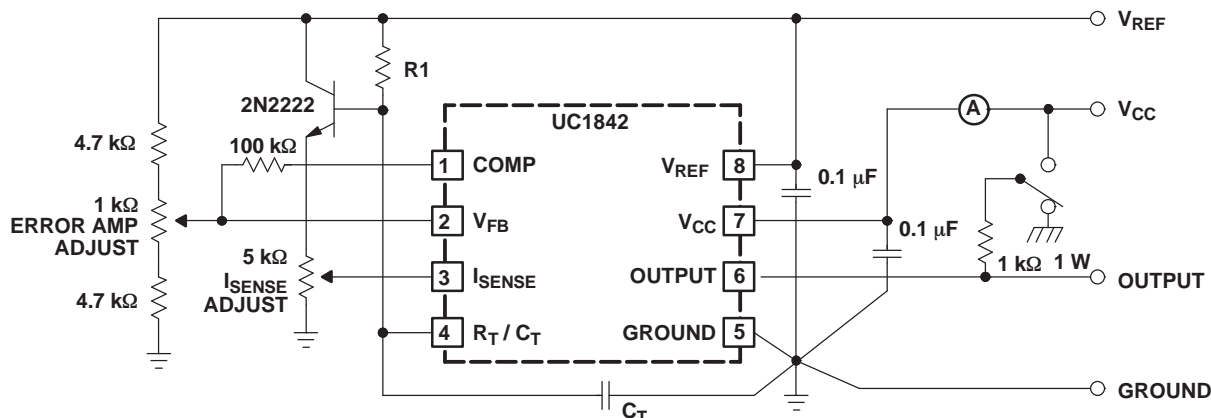 V_REF
R1
2N2222
UC1842
A
V_CC
4.7 kΩ
100 kΩ
1 COMP
V_REF 8
0.1 μF
1 kΩ
ERROR AMP
ADJUST
2 V_FB
V_CC 7
0.1 μF
5 kΩ
I_SENSE
ADJUST
3 I_SENSE
OUTPUT 6
1 kΩ 1 W
OUTPUT
4.7 kΩ
4 R_T / C_T
GROUND 5
C_T
GROUND